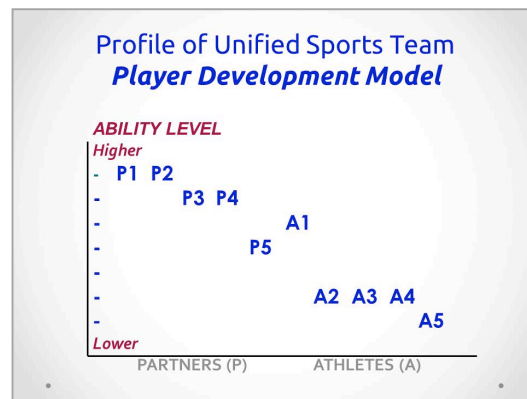 Profile of Unified Sports Team
Player Development Model
ABILITY LEVEL
Higher
- P1 P2
- P3 P4
- A1
- P5
-
- A2 A3 A4
- A5
Lower
PARTNERS (P) ATHLETES (A)